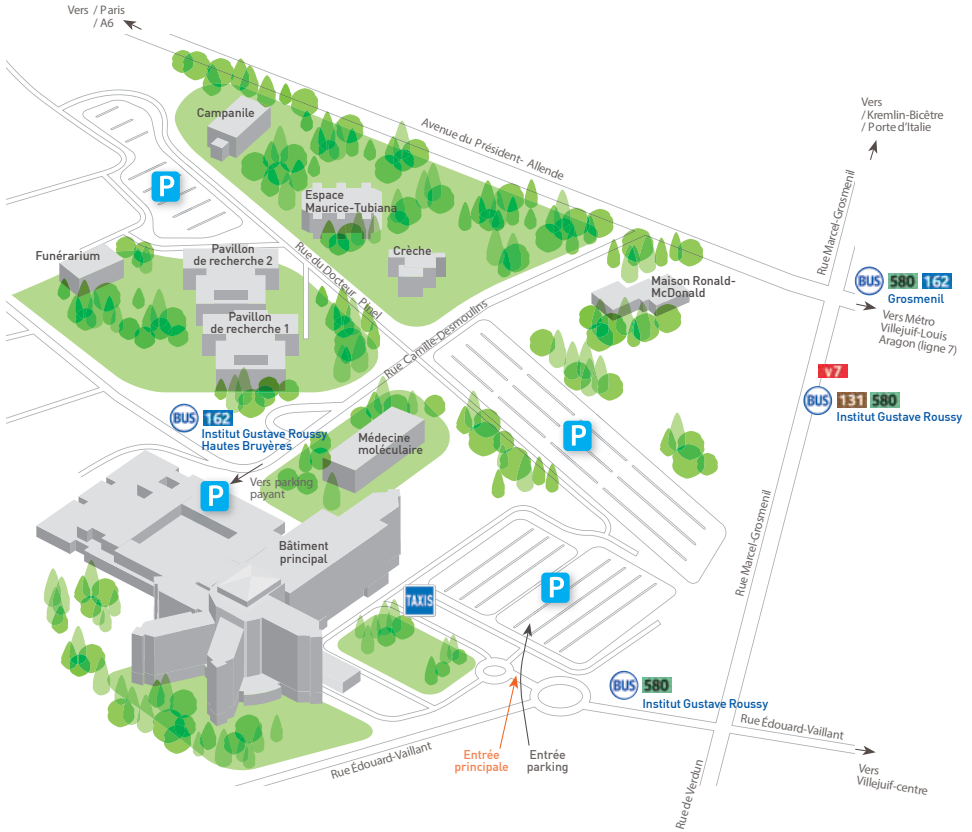 Vers / Paris
/ A6
Campanile
Avenue du Président- Allende
Vers
/ Kremlin-Bicêtre
/ Porte d'Italie
Rue Marcel-Grosmenil
P
Espace
Maurice-Tubiana
Crèche
Funérarium
Pavillon
de recherche 2
Rue du Docteur Pinel
Maison Ronald-
McDonald
BUS 580 162
Grosmenil
Vers Métro
Villejuif-Louis
Aragon (ligne 7)
Pavillon
de recherche 1
Rue Camille-Desmoulins
v7
BUS 131 580
Institut Gustave Roussy
BUS 162
Institut Gustave Roussy
Hautes Bruyères
Médecine
moléculaire
P
Vers parking
payant
P
Bâtiment
principal
Rue Marcel-Grosmenil
TAXIS
P
BUS 580
Institut Gustave Roussy
Rue Édouard-Vaillant
Rue Édouard-Vaillant
Entrée
principale
Entrée
parking
Vers
Villejuif-centre
Rue de Verdun